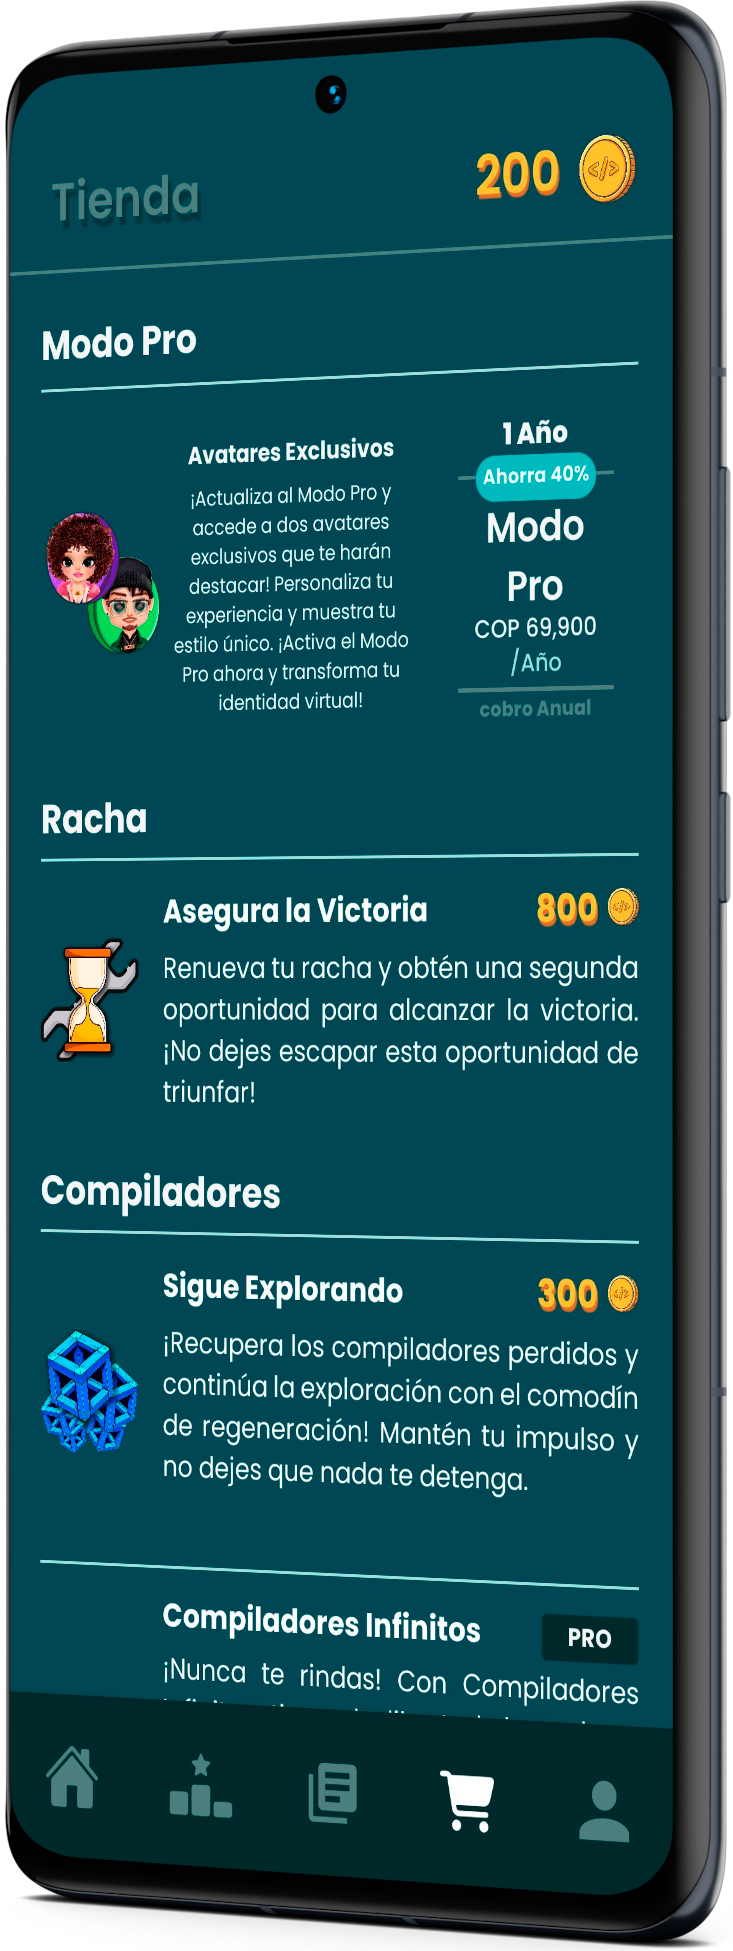 Tienda
200
Modo Pro
Avatares Exclusivos
¡Actualiza al Modo Pro y
accede a dos avatares
exclusivos que te harán
destacar! Personaliza tu
experiencia y muestra tu
estilo único. ¡Activa el Modo
Pro ahora y transforma tu
identidad virtual!
1 Año
Ahorra 40%
Modo
Pro
COP 69,900
/Año
cobro Anual
Racha
Asegura la Victoria
800
Renueva tu racha y obtén una segunda
oportunidad para alcanzar la victoria.
¡No dejes escapar esta oportunidad de
triunfar!
Compiladores
Sigue Explorando
300
¡Recupera los compiladores perdidos y
continúa la exploración con el comodín
de regeneración! Mantén tu impulso y
no dejes que nada te detenga.
Compiladores Infinitos
PRO
¡Nunca te rindas! Con Compiladores